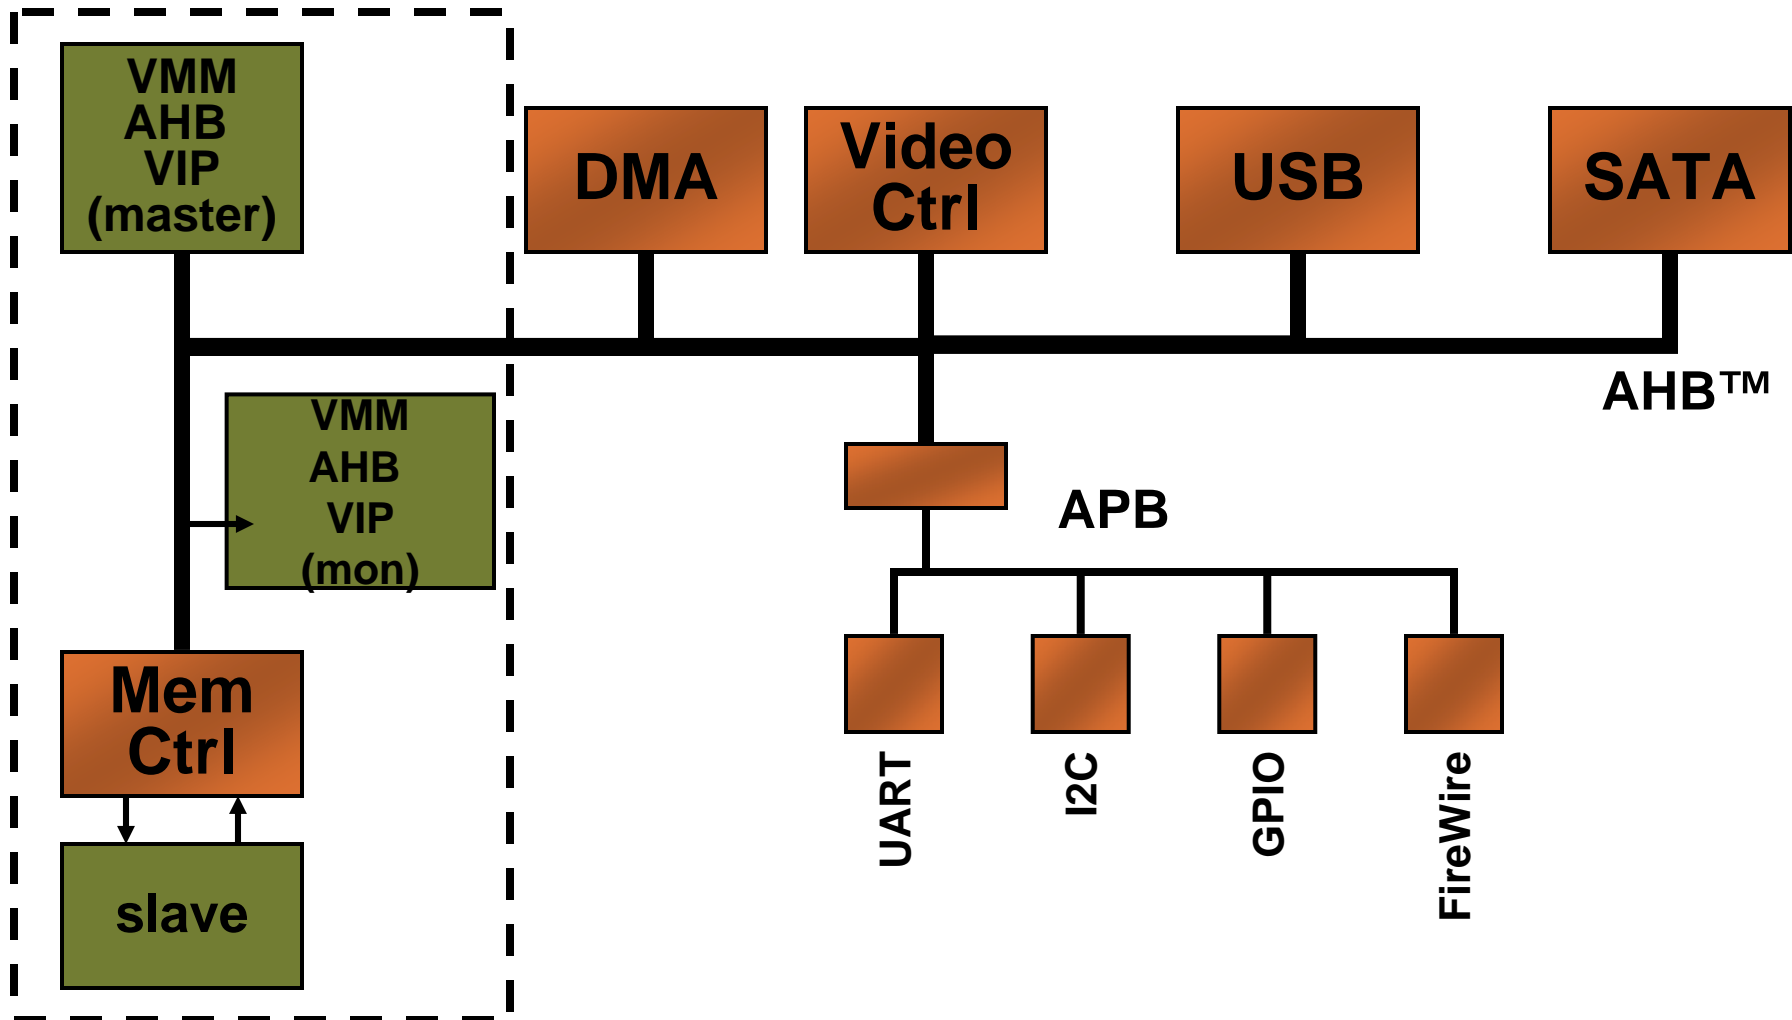 VMM
AHB
VIP
(master)
DMA
Video
Ctrl
USB
SATA
AHB™
VMM
AHB
VIP
(mon)
APB
Mem
Ctrl
slave
UART
I2C
GPIO
FireWire